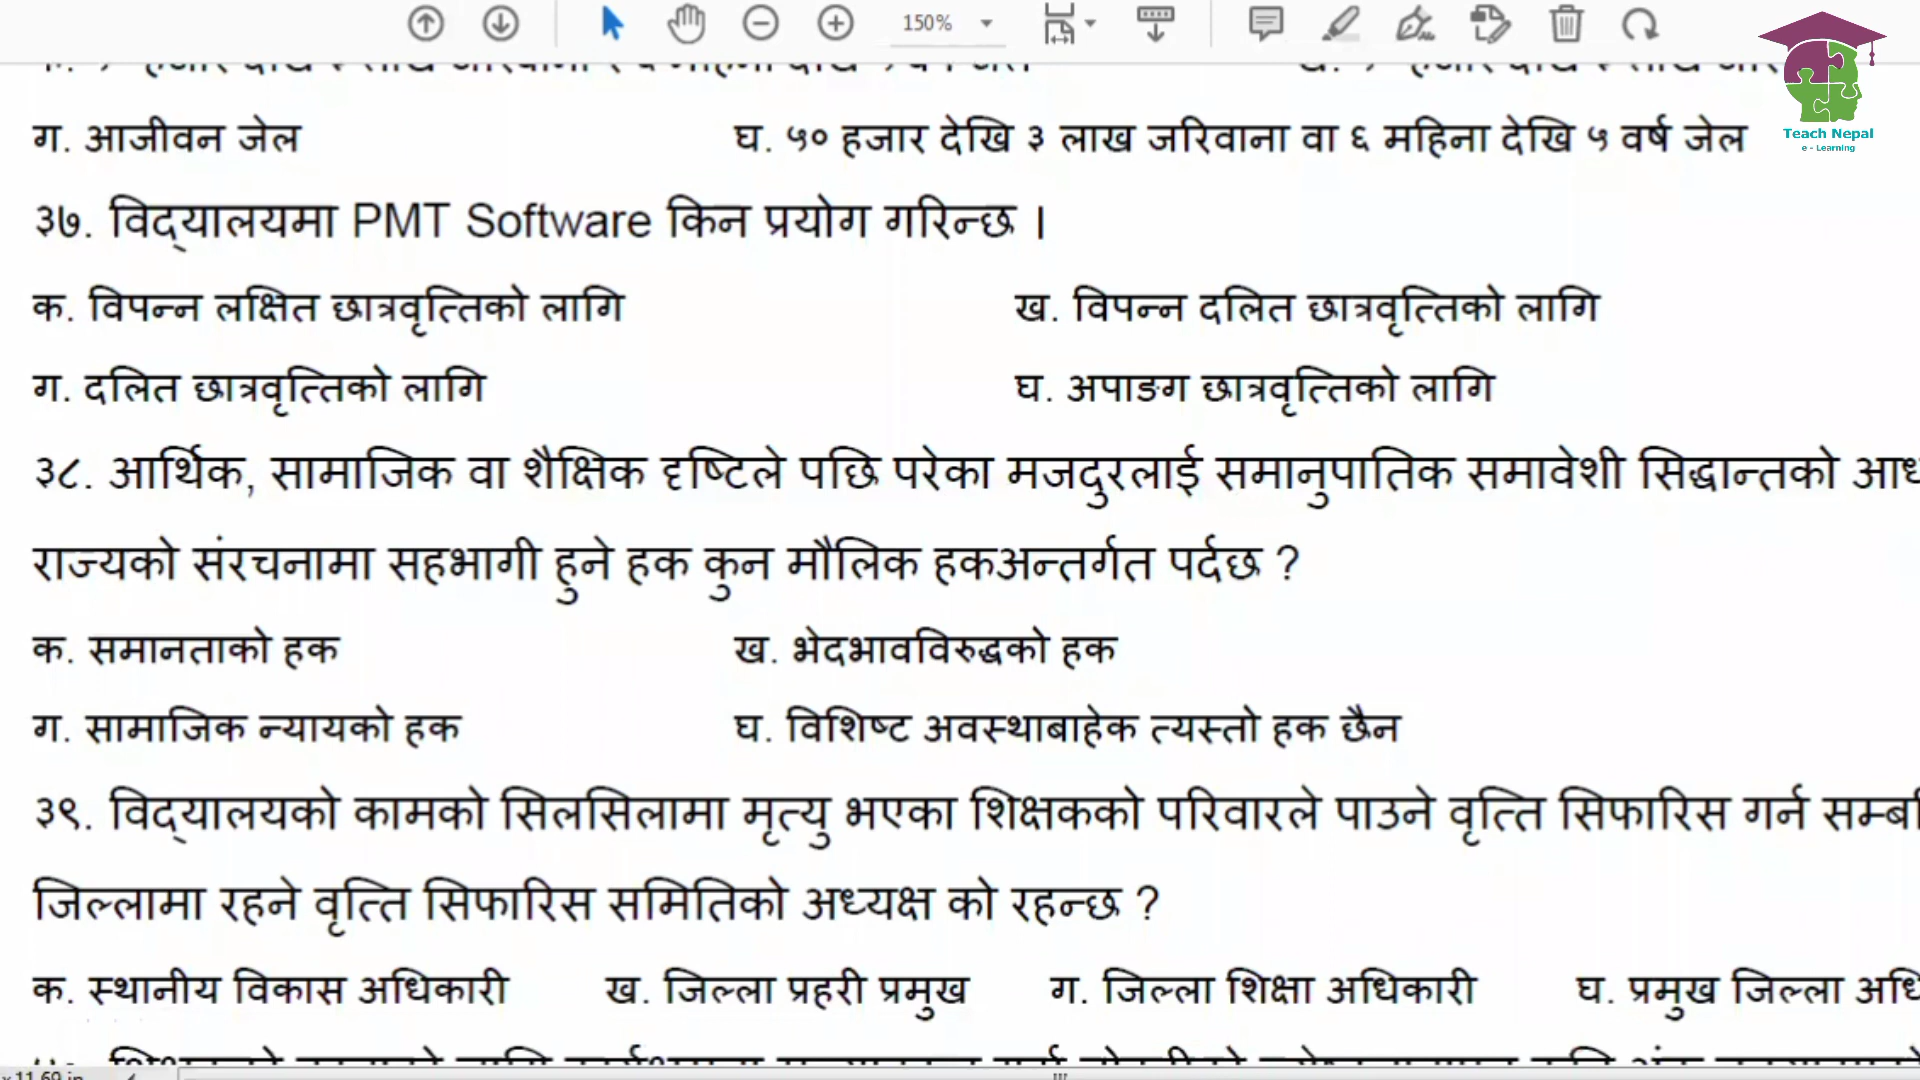 150%
Teach Nepal
e - Learning
ग. आजीवन जेल घ. ५० हजार देखि ३ लाख जरिवाना वा ६ महिना देखि ५ वर्ष जेल
३७. विद्यालयमा PMT Software किन प्रयोग गरिन्छ ।
क. विपन्न लक्षित छात्रवृत्तिको लागि ख. विपन्न दलित छात्रवृत्तिको लागि
ग. दलित छात्रवृत्तिको लागि घ. अपाङग छात्रवृत्तिको लागि
३८. आर्थिक, सामाजिक वा शैक्षिक दृष्टिले पछि परेका मजदुरलाई समानुपातिक समावेशी सिद्धान्तको
राज्यको संरचनामा सहभागी हुने हक कुन मौलिक हकअन्तर्गत पर्दछ ?
क. समानताको हक ख. भेदभावविरुद्धको हक
ग. सामाजिक न्यायको हक घ. विशिष्ट अवस्थाबाहेक त्यस्तो हक छैन
३९. विद्यालयको कामको सिलसिलामा मृत्यु भएका शिक्षकको परिवारले पाउने वृत्ति सिफारिस गर्न
जिल्लामा रहने वृत्ति सिफारिस समितिको अध्यक्ष को रहन्छ ?
क. स्थानीय विकास अधिकारी ख. जिल्ला प्रहरी प्रमुख ग. जिल्ला शिक्षा अधिकारी घ. प्रमुख जिल्ला
x 11.69 in